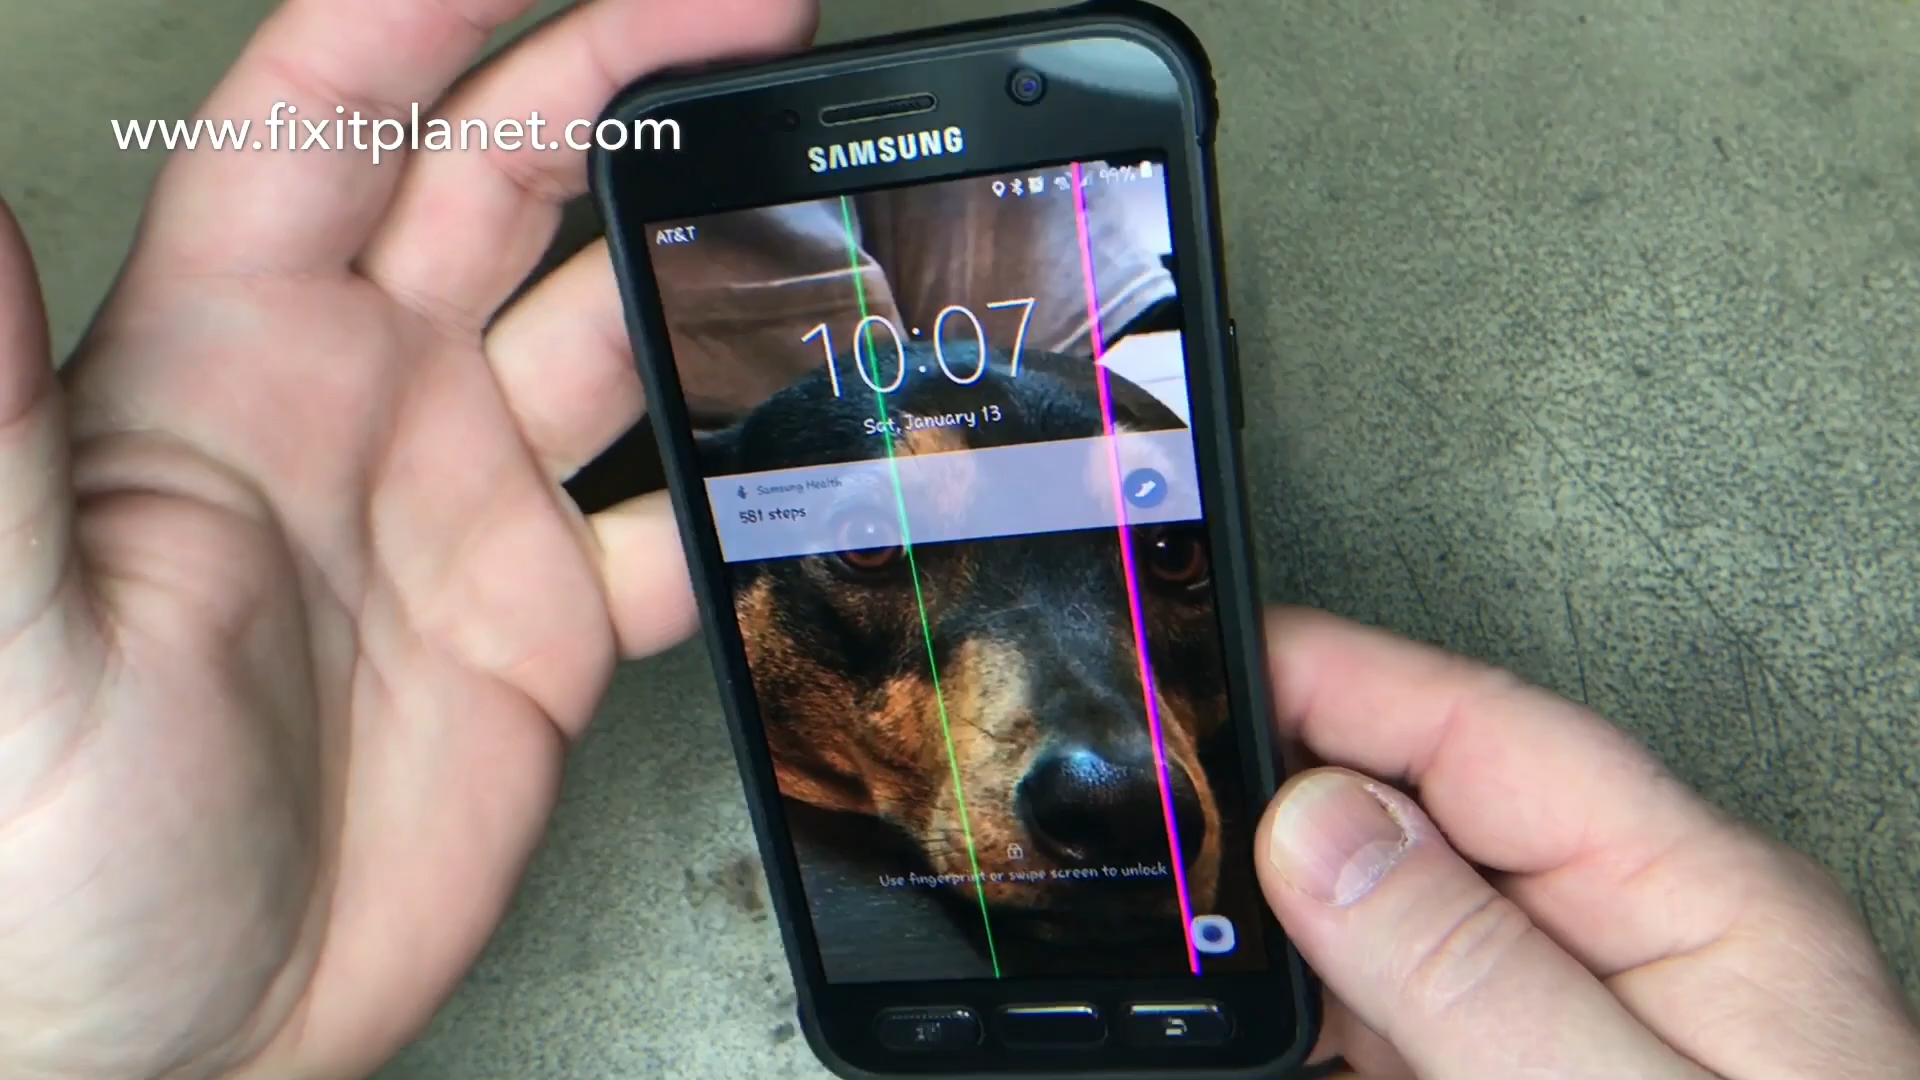 www.fixitplanet.com
SAMSUNG
99%
AT&T
10:07
Sat, January 13
Samsung Health
581 steps
Use fingerprint or swipe screen to unlock